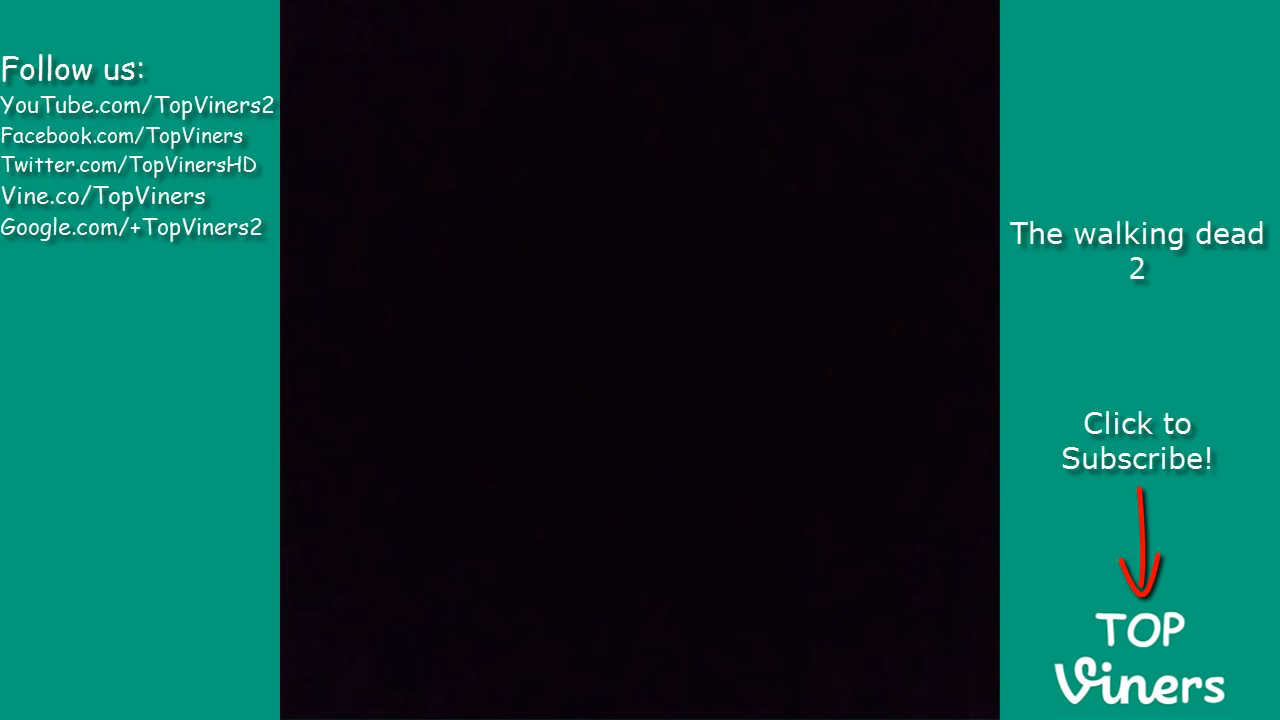 Follow us:
YouTube.com/TopViners2
Facebook.com/TopViners
Twitter.com/TopVinersHD
Vine.co/TopViners
Google.com/+TopViners2
The walking dead
2
Click to
Subscribe!
TOP
Viners